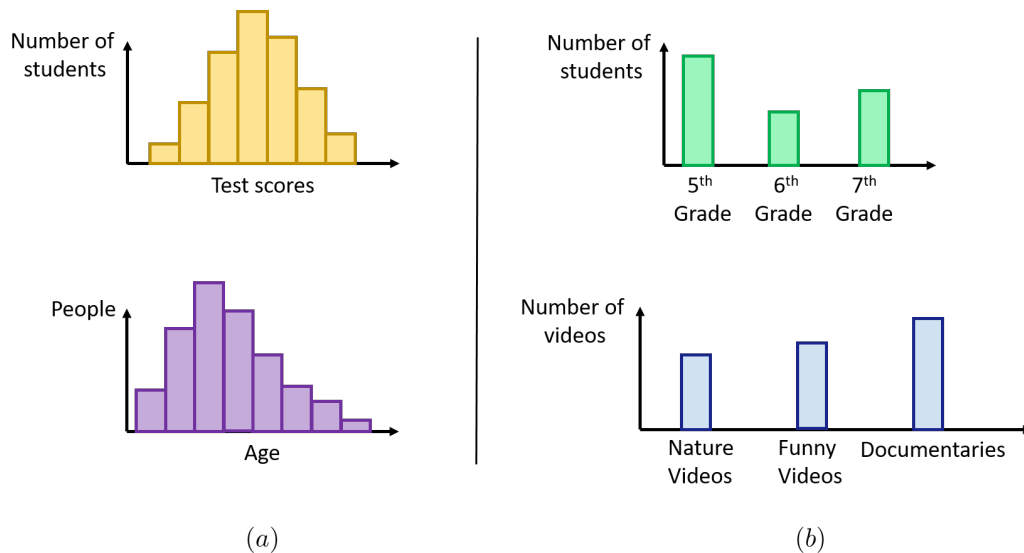 Number of
students
Test scores
People
Age
(a)
Number of
students
5th
Grade
6th
Grade
7th
Grade
Number of
videos
Nature
Videos
Funny
Videos
Documentaries
(b)